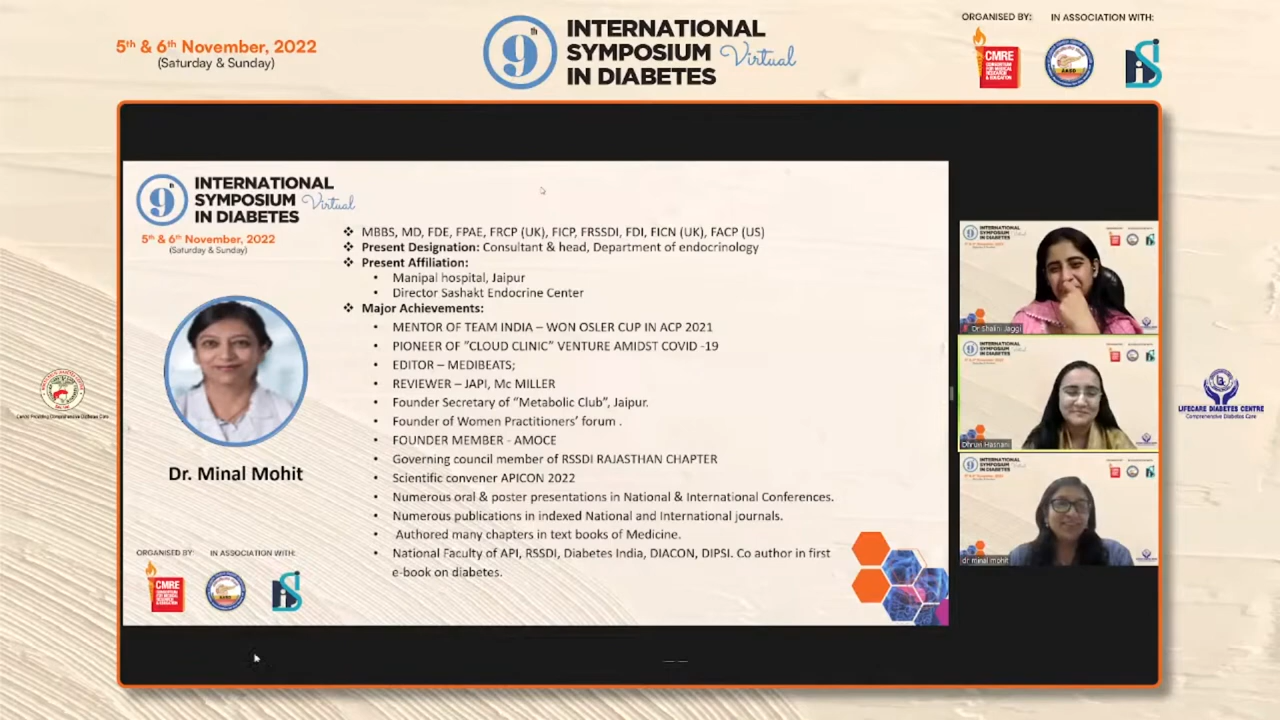 5th & 6th November, 2022
(Saturday & Sunday)
9th
INTERNATIONAL
SYMPOSIUM Virtual
IN DIABETES
ORGANISED BY:
IN ASSOCIATION WITH:
CMRE
CONSORTIUM
FOR MEDICAL
RESEARCH
& EDUCATION
9th
INTERNATIONAL
SYMPOSIUM Virtual
IN DIABETES
5th & 6th November, 2022
(Saturday & Sunday)
Dr. Minal Mohit
ORGANISED BY
IN ASSOCIATION WITH:
CMRE
❖ MBBS, MD, FDE, FPAE, FRCP (UK), FICP, FRSSDI, FDI, FICN (UK), FACP (US)
❖ Present Designation: Consultant & head, Department of endocrinology
❖ Present Affiliation:
• Manipal hospital, Jaipur
• Director Sashakt Endocrine Center
❖ Major Achievements:
• MENTOR OF TEAM INDIA – WON OSLER CUP IN ACP 2021
• PIONEER OF "CLOUD CLINIC" VENTURE AMIDST COVID -19
• EDITOR – MEDIBEATS;
• REVIEWER – JAPI, Mc MILLER
• Founder Secretary of "Metabolic Club", Jaipur.
• Founder of Women Practitioners' forum .
• FOUNDER MEMBER - AMOCE
• Governing council member of RSSDI RAJASTHAN CHAPTER
• Scientific convener APICON 2022
• Numerous oral & poster presentations in National & International Conferences.
• Numerous publications in indexed National and International journals.
• Authored many chapters in text books of Medicine.
• National Faculty of API, RSSDI, Diabetes India, DIACON, DIPSI. Co author in first
e-book on diabetes.
Dr Shalini Jaggi
Dhruvi Hasnani
dr minal mohit
LIFECARE DIABETES CENTRE
Comprehensive Diabetes Care